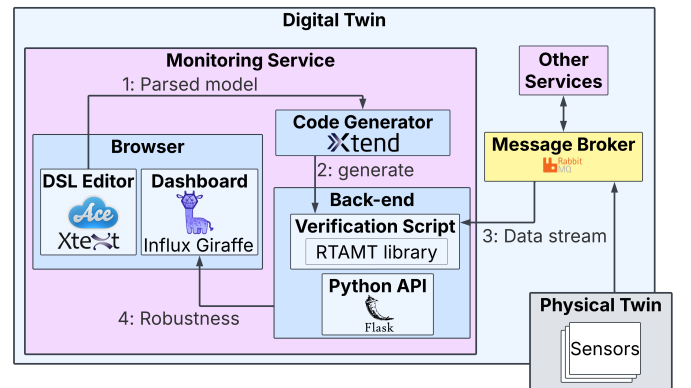 Digital Twin
Monitoring Service
1: Parsed model
Other
Services
Code Generator
Xtend
Message Broker
Rabbit
MQ
Browser
2: generate
DSL Editor
Ace
Xtext
Dashboard
Influx Giraffe
Back-end
Verification Script
RTAMT library
3: Data stream
Python API
Flask
4: Robustness
Physical Twin
Sensors